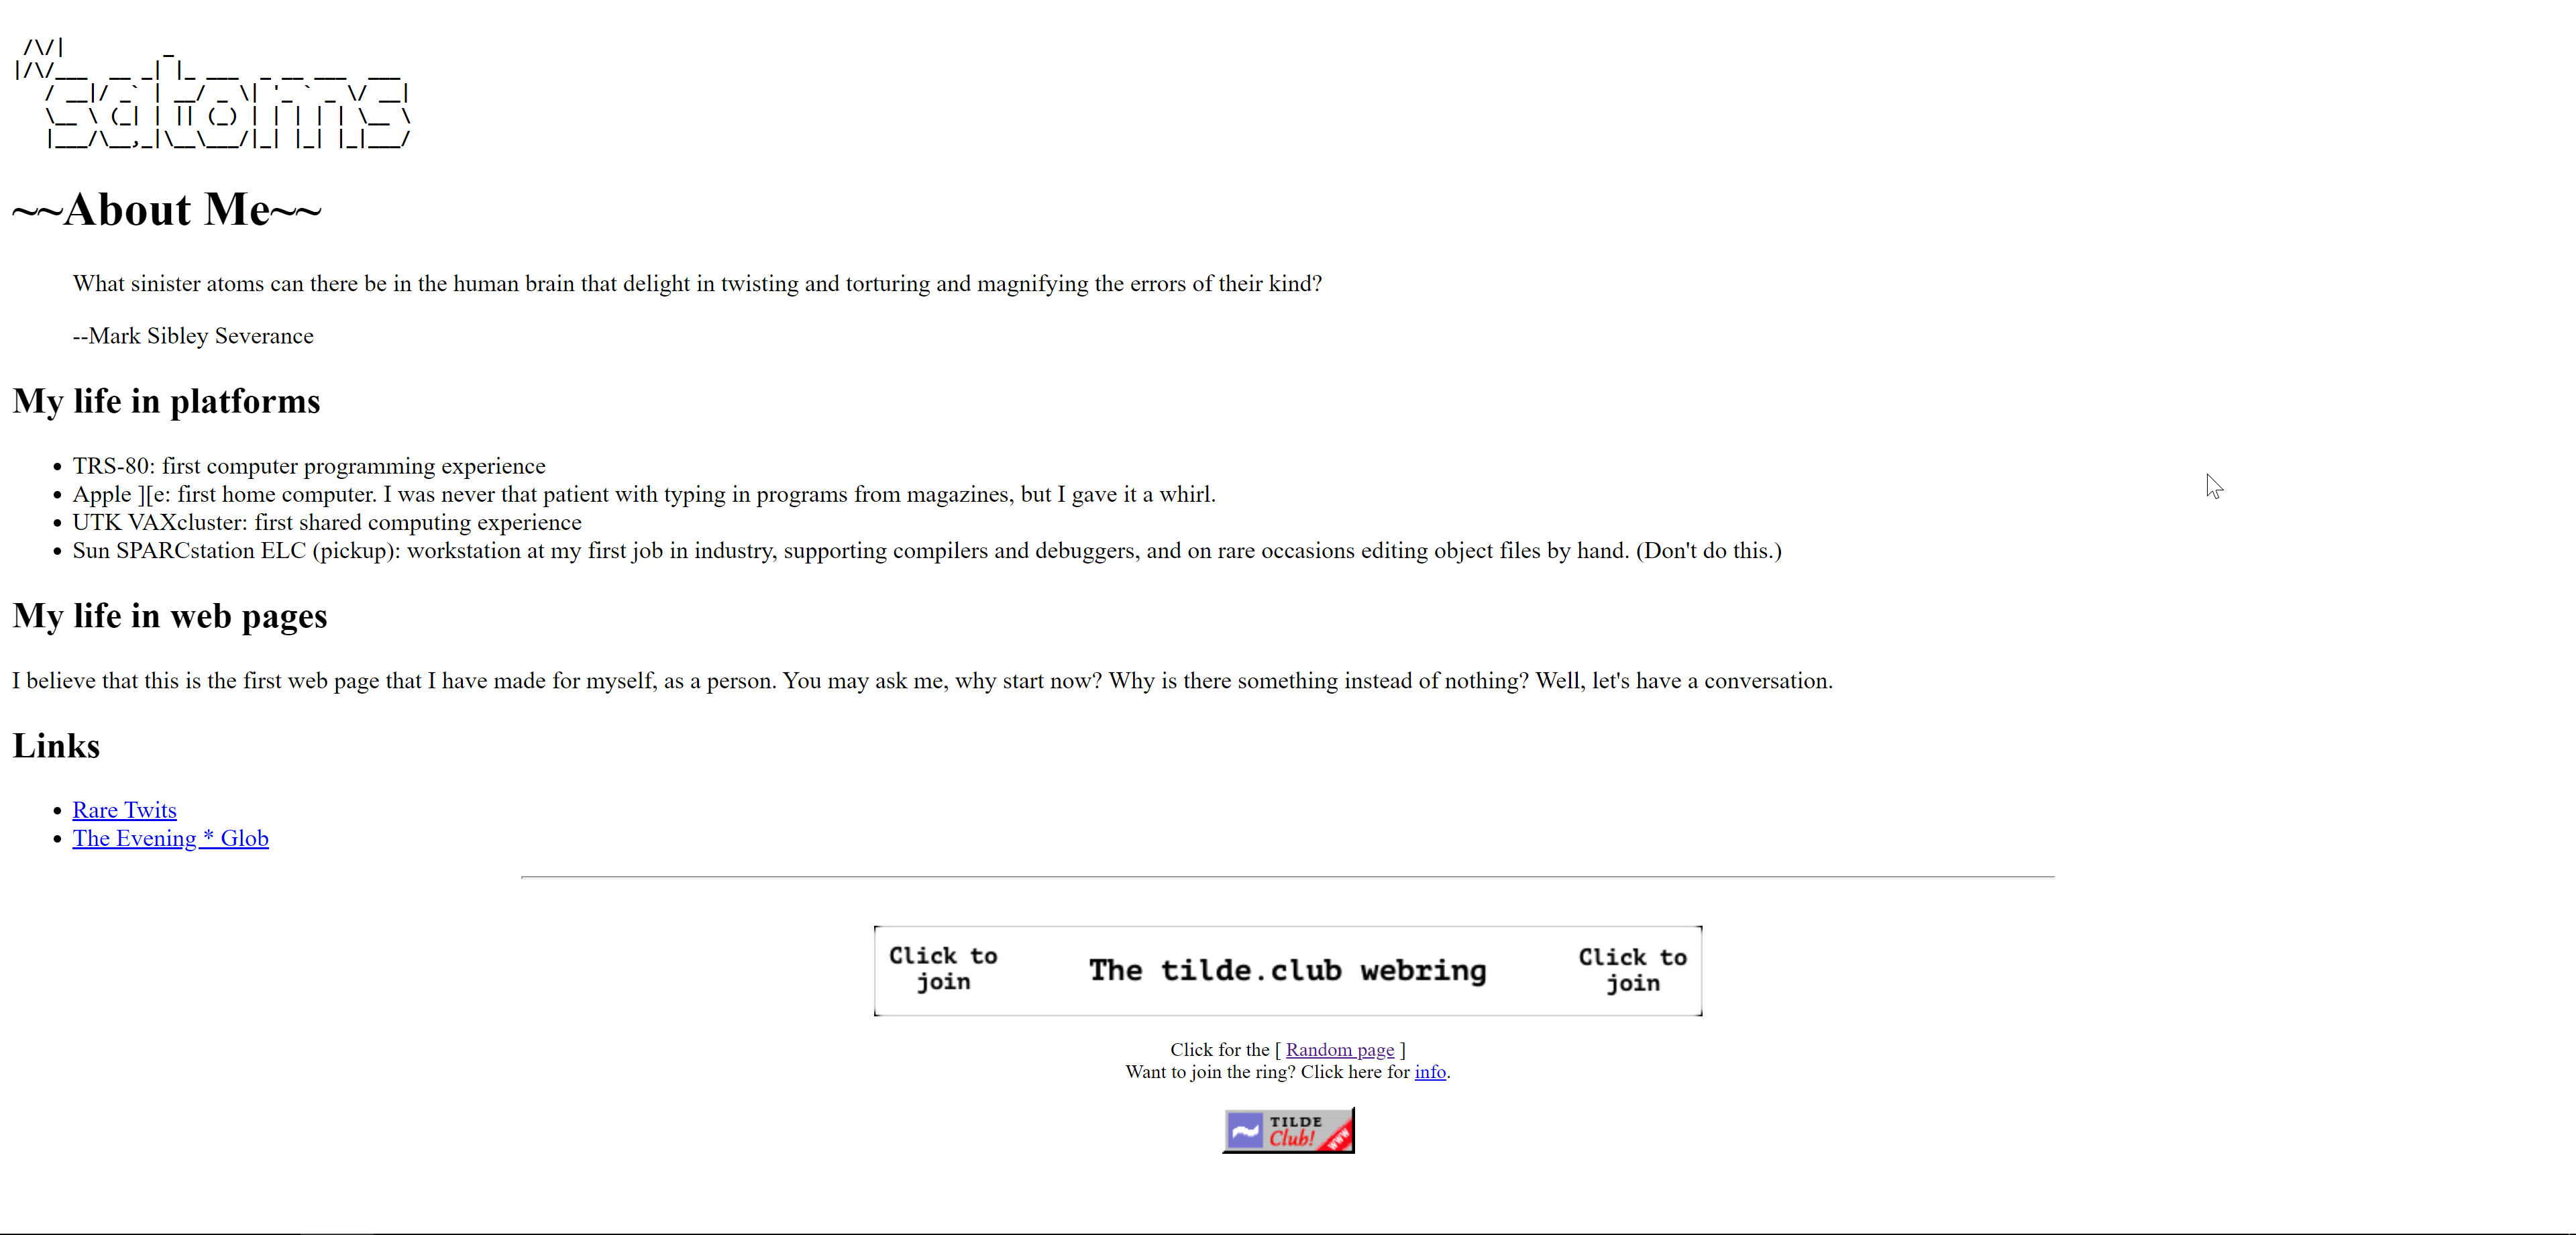 ~satoms
~~About Me~~
What sinister atoms can there be in the human brain that delight in twisting and torturing and magnifying the errors of their kind?
--Mark Sibley Severance
My life in platforms
• TRS-80: first computer programming experience
• Apple ][e: first home computer. I was never that patient with typing in programs from magazines, but I gave it a whirl.
• UTK VAXcluster: first shared computing experience
• Sun SPARCstation ELC (pickup): workstation at my first job in industry, supporting compilers and debuggers, and on rare occasions editing object files by hand. (Don't do this.)
My life in web pages
I believe that this is the first web page that I have made for myself, as a person. You may ask me, why start now? Why is there something instead of nothing? Well, let's have a conversation.
Links
• Rare Twits
• The Evening * Glob
Click to
join
The tilde.club webring
Click to
join
Click for the [ Random page ]
Want to join the ring? Click here for info.
TILDE
Club!
WWW